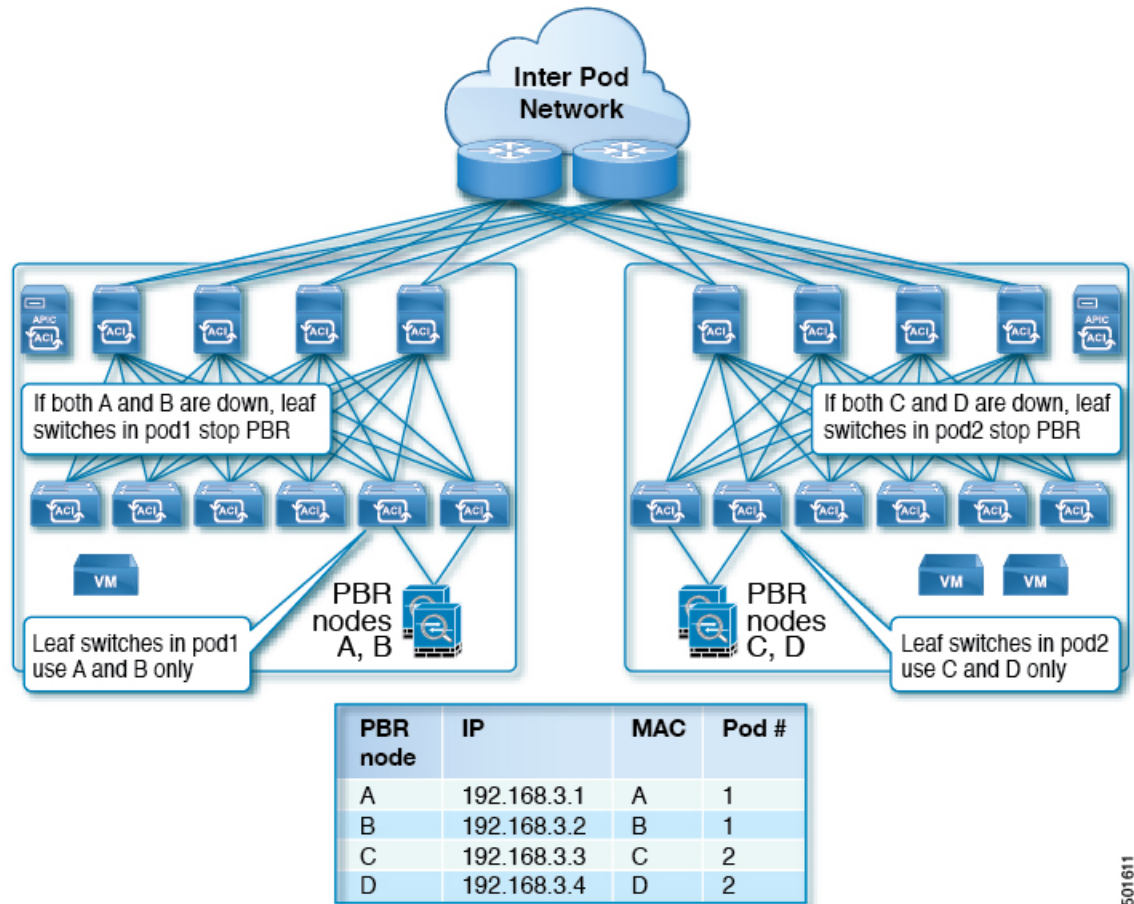 Inter Pod
Network
APIC
ACI
ACI
ACI
ACI
ACI
ACI
ACI
ACI
ACI
APIC
ACI
If both A and B are down, leaf
switches in pod1 stop PBR
If both C and D are down, leaf
switches in pod2 stop PBR
ACI
ACI
ACI
ACI
ACI
ACI
ACI
ACI
ACI
ACI
ACI
ACI
VM
PBR
nodes
A, B
PBR
nodes
C, D
VM
VM
Leaf switches in pod1
use A and B only
Leaf switches in pod2
use C and D only
PBR node IP MAC Pod #
A 192.168.3.1 A 1
B 192.168.3.2 B 1
C 192.168.3.3 C 2
D 192.168.3.4 D 2
501611